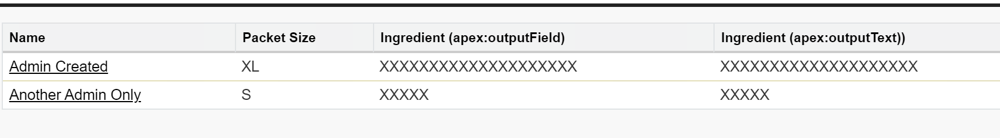 Name Packet Size Ingredient (apex:outputField) Ingredient (apex:outputText))
Admin Created XL XXXXXXXXXXXXXXXXXXXX XXXXXXXXXXXXXXXXXXXX
Another Admin Only S XXXXX XXXXX